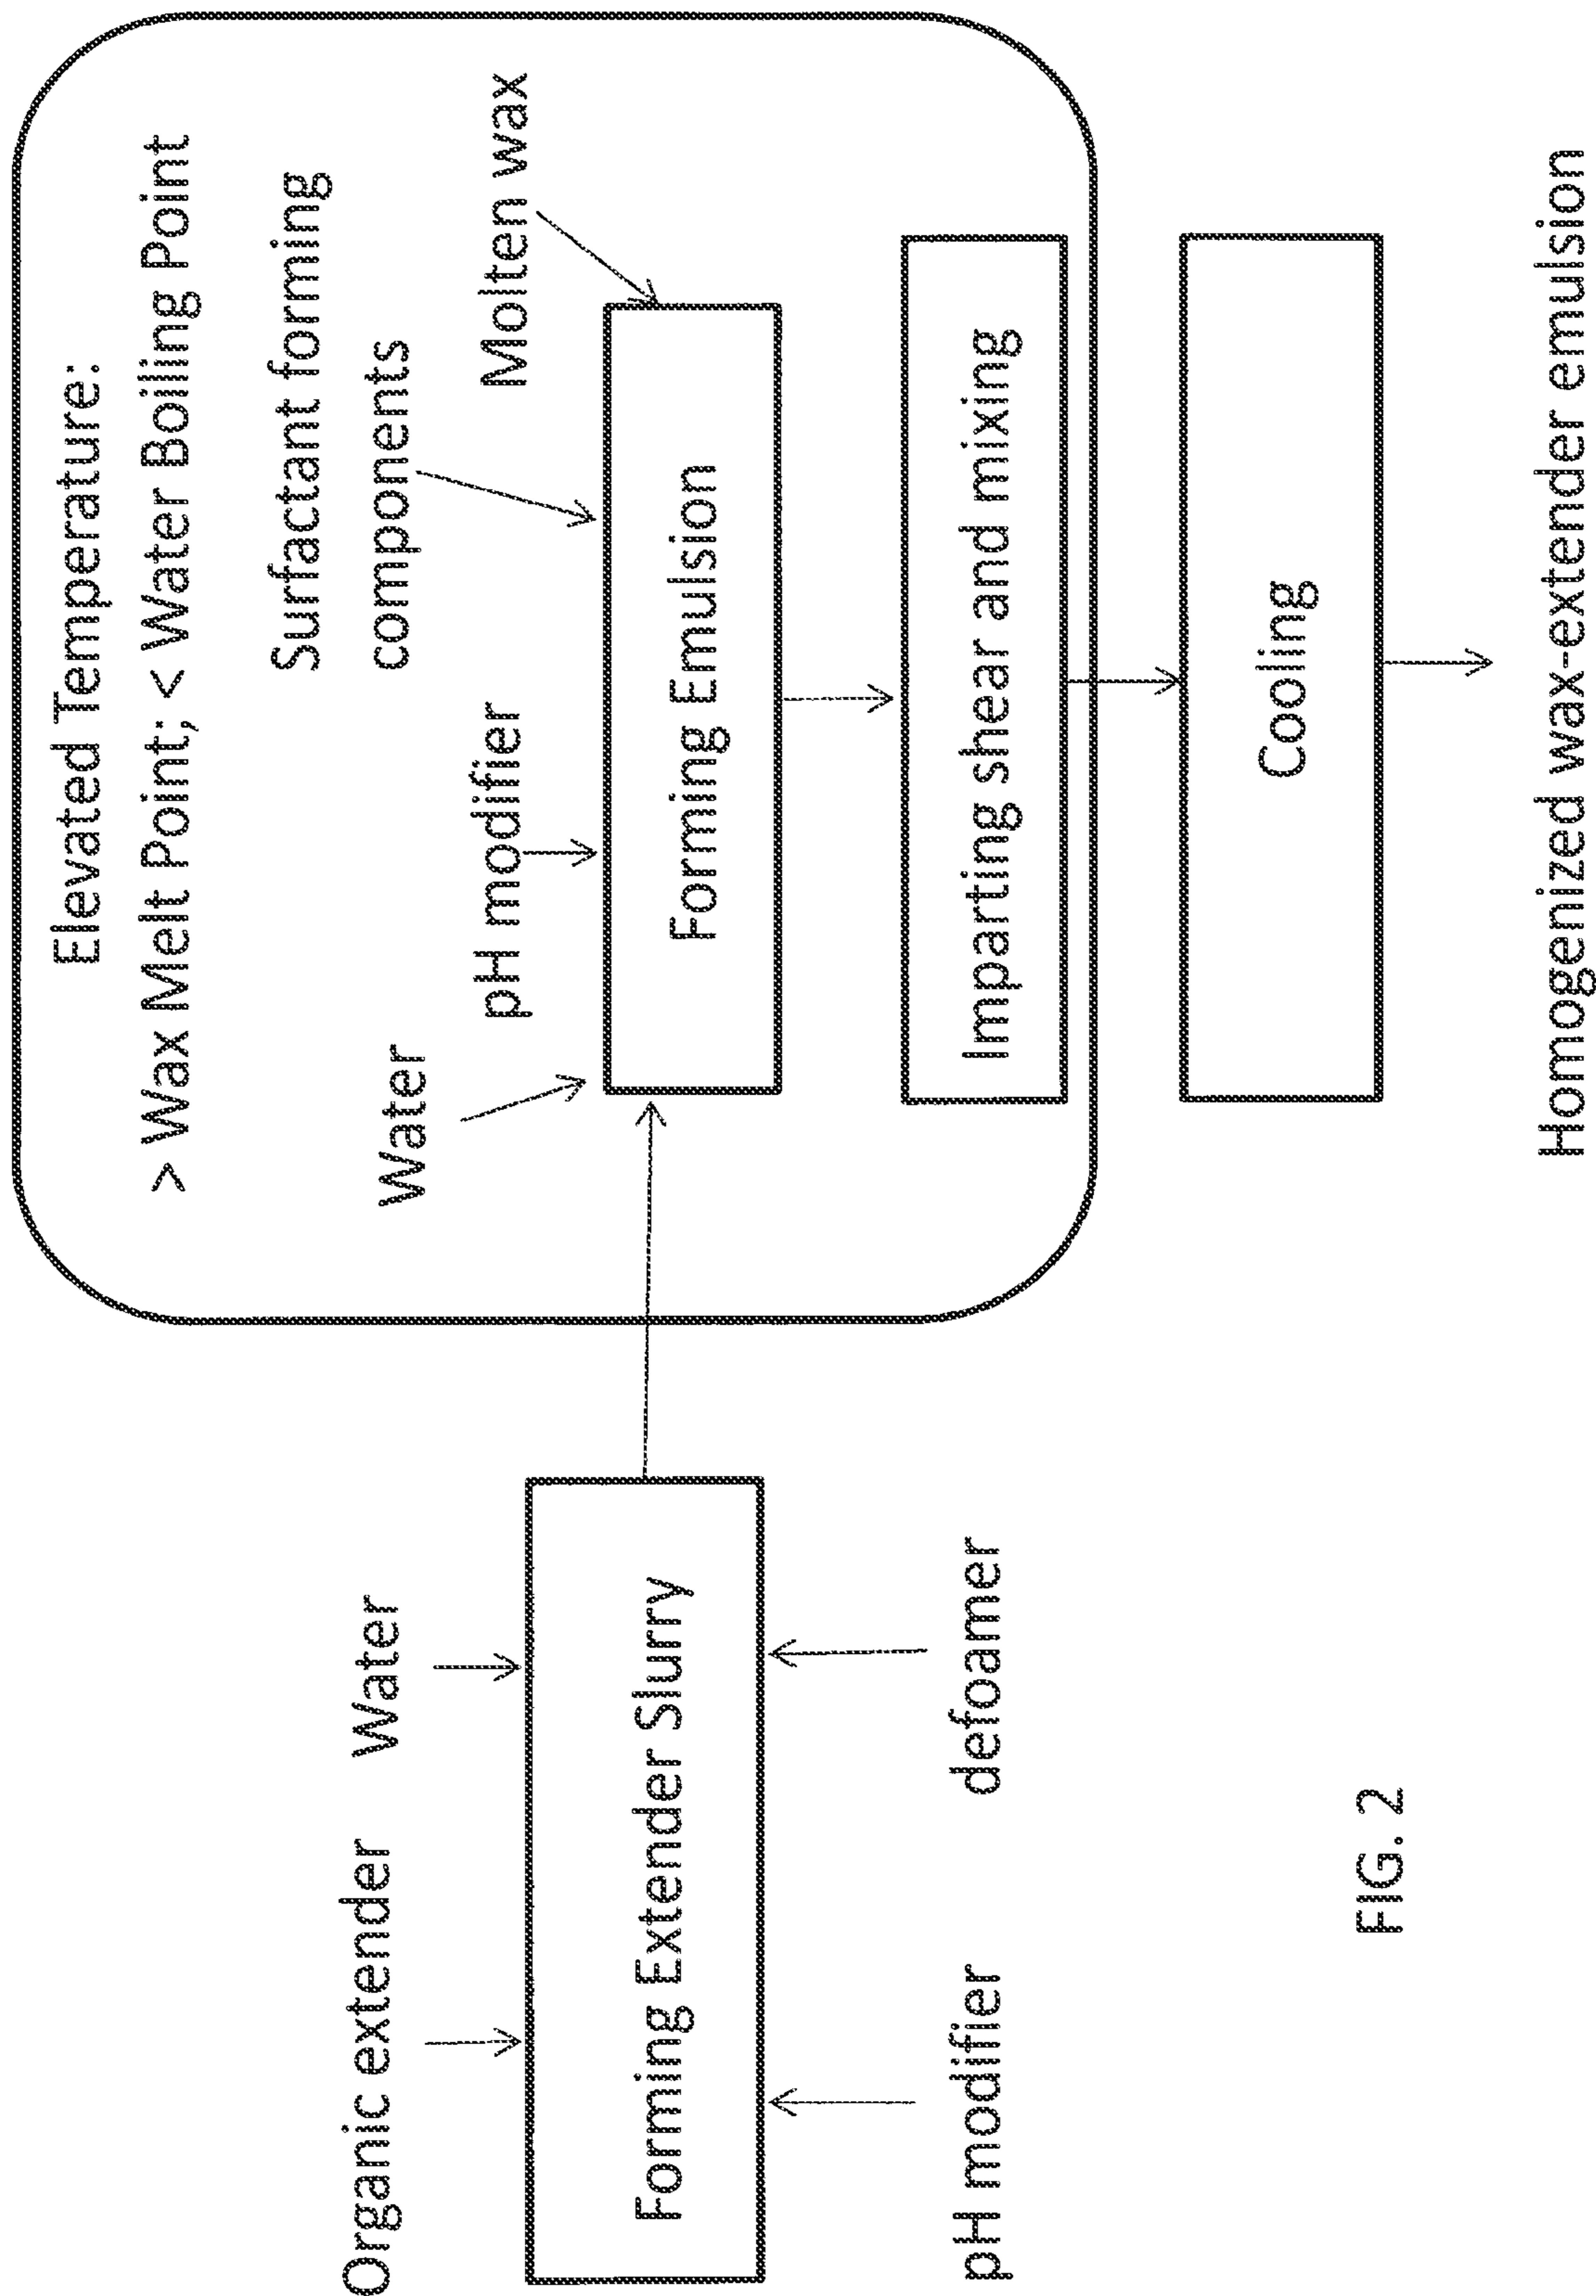 Elevated Temperature:
> Wax Melt Point; < Water Boiling Point
Surfactant forming
components
Water
pH modifier
Molten wax
Forming Emulsion
Imparting shear and mixing
Cooling
Homogenized wax-extender emulsion
Organic extender
Water
Forming Extender Slurry
pH modifier
defoamer
FIG. 2